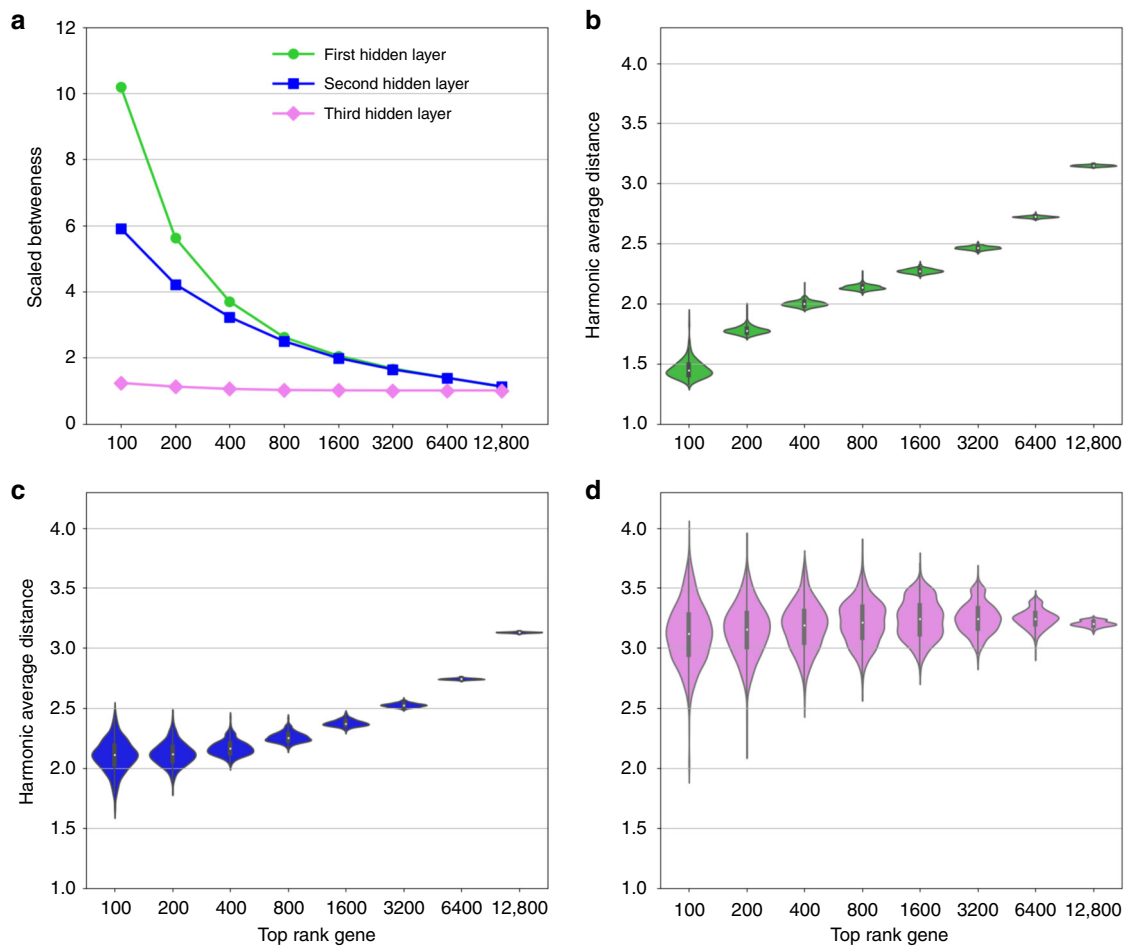 a
12
10
8
6
4
2
0
Scaled betweeness
First hidden layer
Second hidden layer
Third hidden layer
100 200 400 800 1600 3200 6400 12,800
b
4.0
3.5
3.0
2.5
2.0
1.5
1.0
Harmonic average distance
100 200 400 800 1600 3200 6400 12,800
c
4.0
3.5
3.0
2.5
2.0
1.5
1.0
Harmonic average distance
100 200 400 800 1600 3200 6400 12,800
Top rank gene
d
4.0
3.5
3.0
2.5
2.0
1.5
1.0
100 200 400 800 1600 3200 6400 12,800
Top rank gene